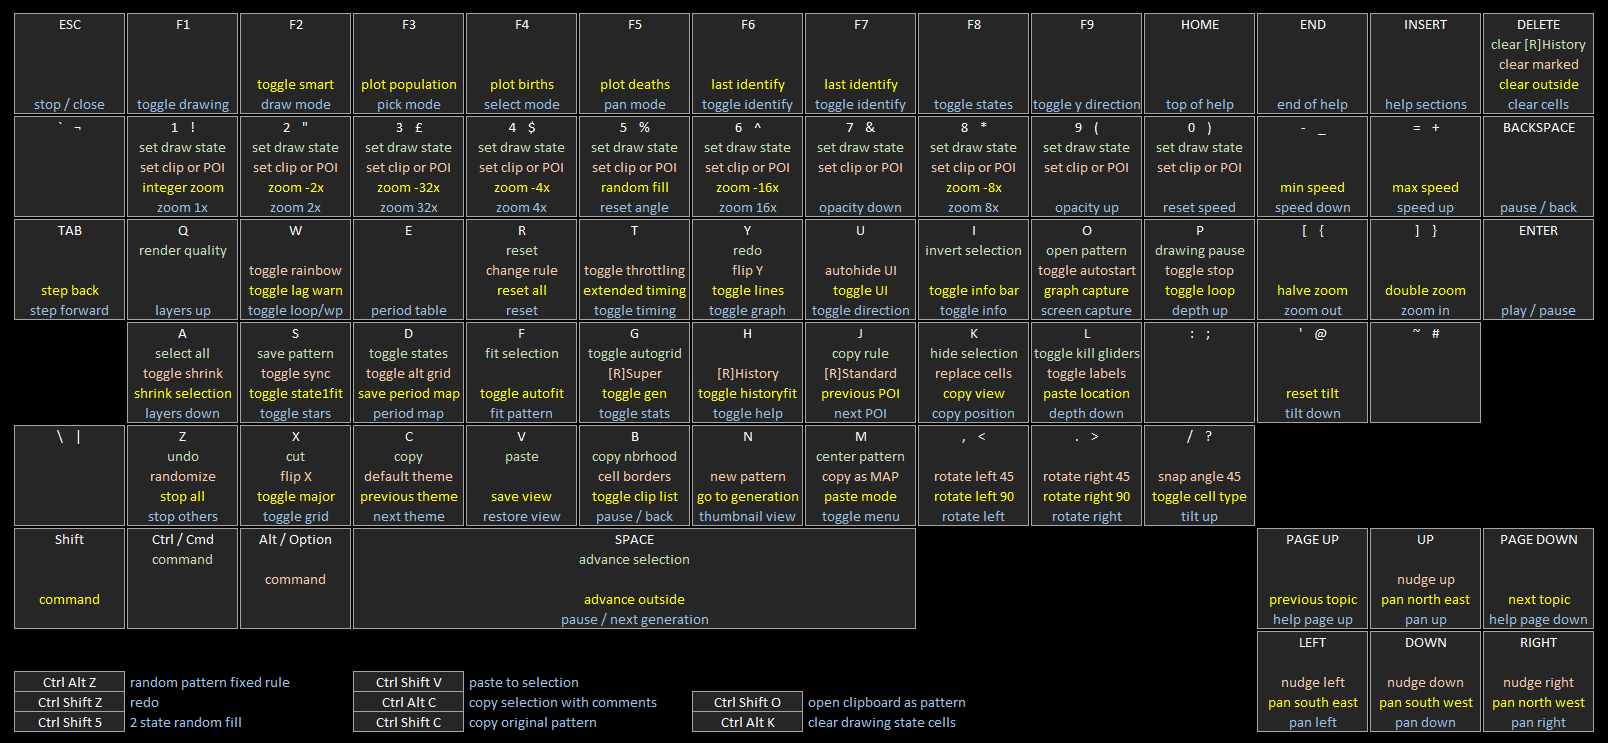 ESC F1 F2 F3 F4 F5 F6 F7 F8 F9 HOME END INSERT DELETE
clear [R]History
clear marked
toggle smart plot population plot births plot deaths last identify last identify clear outside
stop / close toggle drawing draw mode pick mode select mode pan mode toggle identify toggle identify toggle states toggle y direction top of help end of help help sections clear cells
` ¬ 1 ! 2 " 3 £ 4 $ 5 % 6 ^ 7 & 8 * 9 ( 0 ) - _ = + BACKSPACE
set draw state set draw state set draw state set draw state set draw state set draw state set draw state set draw state set draw state set draw state
set clip or POI set clip or POI set clip or POI set clip or POI set clip or POI set clip or POI set clip or POI set clip or POI set clip or POI set clip or POI
integer zoom zoom -2x zoom -32x zoom -4x random fill zoom -16x zoom -8x min speed max speed
zoom 1x zoom 2x zoom 32x zoom 4x reset angle zoom 16x opacity down zoom 8x opacity up reset speed speed down speed up pause / back
TAB Q W E R T Y U I O P [ { ] } ENTER
render quality reset redo invert selection open pattern drawing pause
toggle rainbow change rule toggle throttling flip Y autohide UI toggle autostart toggle stop
step back toggle lag warn reset all extended timing toggle lines toggle UI toggle info bar graph capture toggle loop halve zoom double zoom
step forward layers up toggle loop/wp period table reset toggle timing toggle graph toggle direction toggle info screen capture depth up zoom out zoom in play / pause
A S D F G H J K L : ; ' @ ~ #
select all save pattern toggle states fit selection toggle autogrid copy rule hide selection toggle kill gliders
toggle shrink toggle sync toggle alt grid [R]Super [R]History [R]Standard replace cells toggle labels
shrink selection toggle state1fit save period map toggle autofit toggle gen toggle historyfit previous POI copy view paste location reset tilt
layers down toggle stars period map fit pattern toggle stats toggle help next POI copy position depth down tilt down
\ | Z X C V B N M , < . > / ?
undo cut copy paste copy nbrhood center pattern
randomize flip X default theme cell borders new pattern copy as MAP rotate left 45 rotate right 45 snap angle 45
stop all toggle major previous theme save view toggle clip list go to generation paste mode rotate left 90 rotate right 90 toggle cell type
stop others toggle grid next theme restore view pause / back thumbnail view toggle menu rotate left rotate right tilt up
Shift Ctrl / Cmd Alt / Option SPACE PAGE UP UP PAGE DOWN
command advance selection
command nudge up
command advance outside previous topic pan north east next topic
pause / next generation help page up pan up help page down
LEFT DOWN RIGHT
nudge left nudge down nudge right
pan south east pan south west pan north west
pan left pan down pan right
Ctrl Alt Z random pattern fixed rule Ctrl Shift V paste to selection
Ctrl Shift Z redo Ctrl Alt C copy selection with comments Ctrl Shift O open clipboard as pattern
Ctrl Shift 5 2 state random fill Ctrl Shift C copy original pattern Ctrl Alt K clear drawing state cells